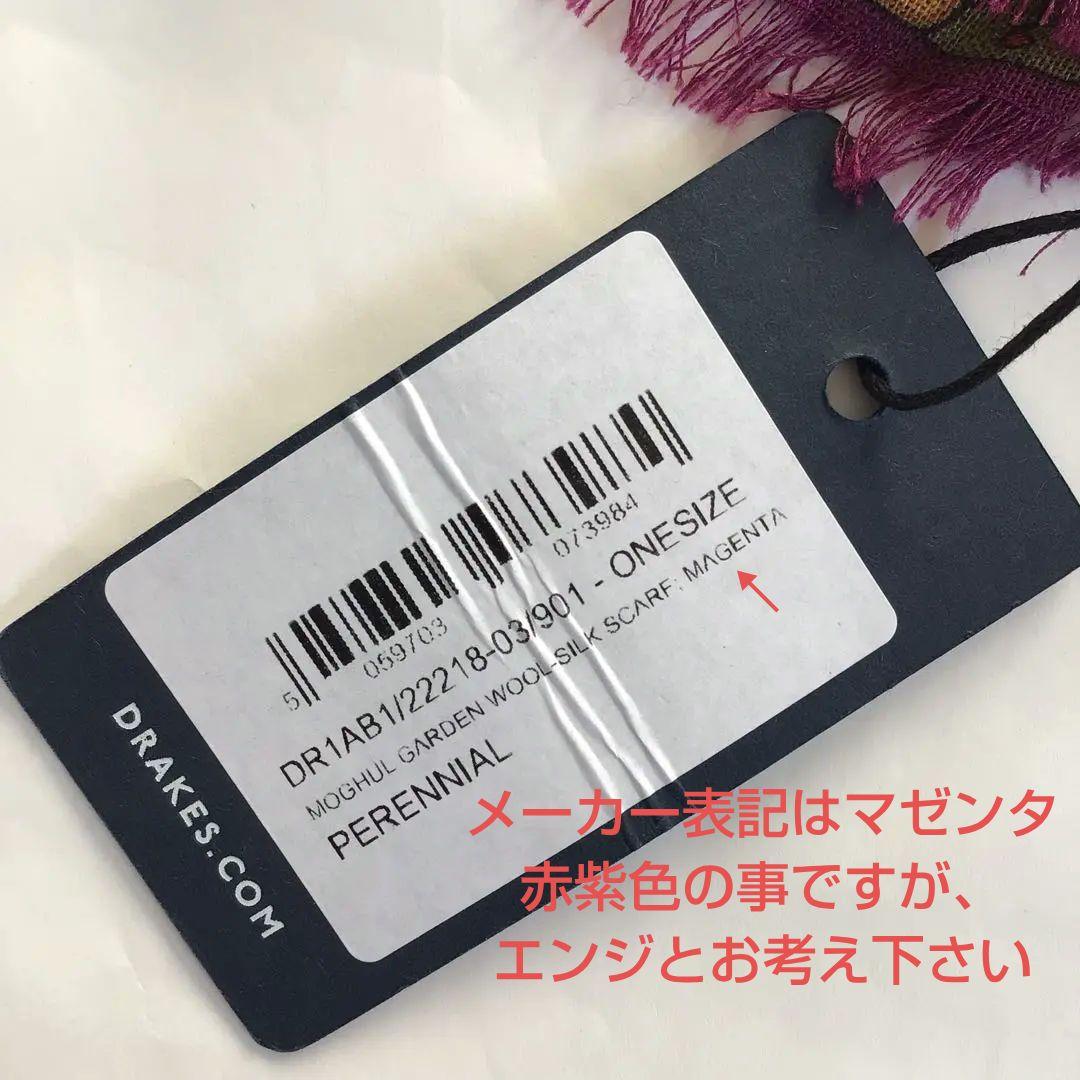 5 059703 073984
DR1AB1/22218-03/901 - ONESIZE
MOGHUL GARDEN WOOL-SILK SCARF; MAGENTA
PERENNIAL
DRAKES.COM
メーカー表記はマゼンタ
赤紫色の事ですが、
エンジとお考え下さい